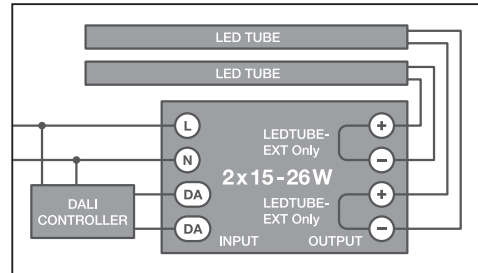 LED TUBE
LED TUBE
L
LEDTUBE-
EXT Only
+
N
−
2x15-26W
DA
+
DALI
CONTROLLER
LEDTUBE-
EXT Only
DA
−
INPUT
OUTPUT